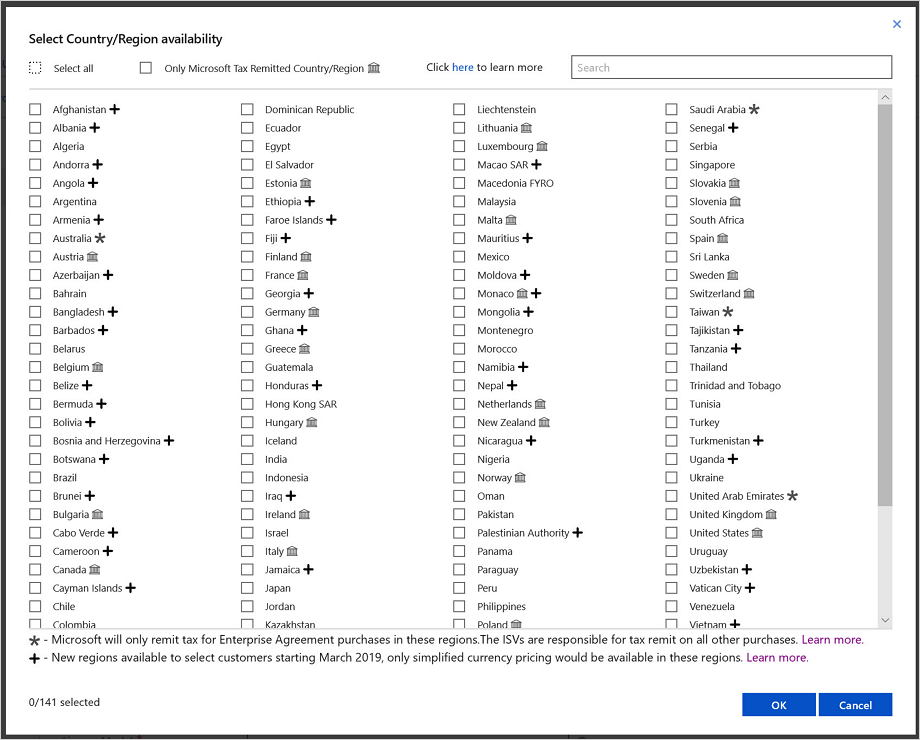 Select Country/Region availability
Select all
Only Microsoft Tax Remitted Country/Region
Click here to learn more
Search
Afghanistan +
Albania +
Algeria
Andorra +
Angola +
Argentina
Armenia +
Australia *
Austria
Azerbaijan +
Bahrain
Bangladesh +
Barbados +
Belarus
Belgium
Belize +
Bermuda +
Bolivia +
Bosnia and Herzegovina +
Botswana +
Brazil
Brunei +
Bulgaria
Cabo Verde +
Cameroon +
Canada
Cayman Islands +
Chile
Colombia
Dominican Republic
Ecuador
Egypt
El Salvador
Estonia
Ethiopia +
Faroe Islands +
Fiji +
Finland
France
Georgia +
Germany
Ghana +
Greece
Guatemala
Honduras +
Hong Kong SAR
Hungary
Iceland
India
Indonesia
Iraq +
Ireland
Israel
Italy
Jamaica +
Japan
Jordan
Kazakhstan
Liechtenstein
Lithuania
Luxembourg
Macao SAR +
Macedonia FYRO
Malaysia
Malta
Mauritius +
Mexico
Moldova +
Monaco +
Mongolia +
Montenegro
Morocco
Namibia +
Nepal +
Netherlands
New Zealand
Nicaragua +
Nigeria
Norway
Oman
Pakistan
Palestinian Authority +
Panama
Paraguay
Peru
Philippines
Poland
Saudi Arabia *
Senegal +
Serbia
Singapore
Slovakia
Slovenia
South Africa
Spain
Sri Lanka
Sweden
Switzerland
Taiwan *
Tajikistan +
Tanzania +
Thailand
Trinidad and Tobago
Tunisia
Turkey
Turkmenistan +
Uganda +
Ukraine
United Arab Emirates *
United Kingdom
United States
Uruguay
Uzbekistan +
Vatican City +
Venezuela
Vietnam +
* - Microsoft will only remit tax for Enterprise Agreement purchases in these regions.The ISVs are responsible for tax remit on all other purchases. Learn more.
+ - New regions available to select customers starting March 2019, only simplified currency pricing would be available in these regions. Learn more.
0/141 selected
OK
Cancel